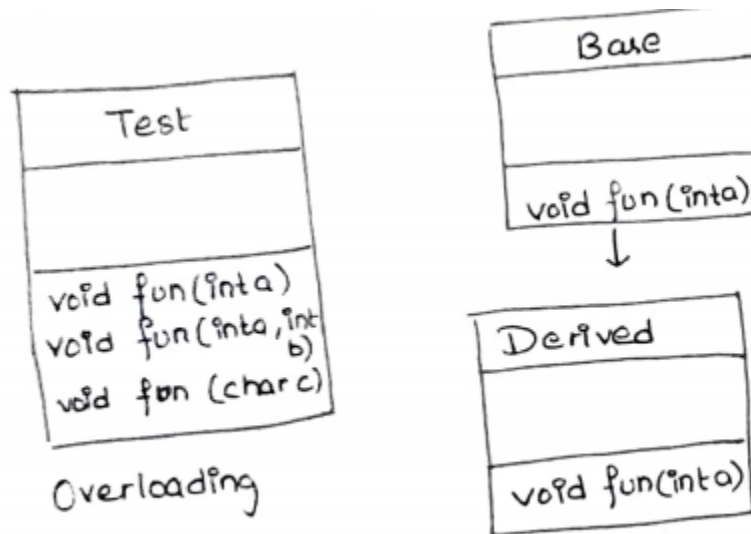 Test
void fun(int a)
void fun(int a, int
b)
void fun (char c)
Overloading
Base
void fun(int a)
Derived
void fun(int a)